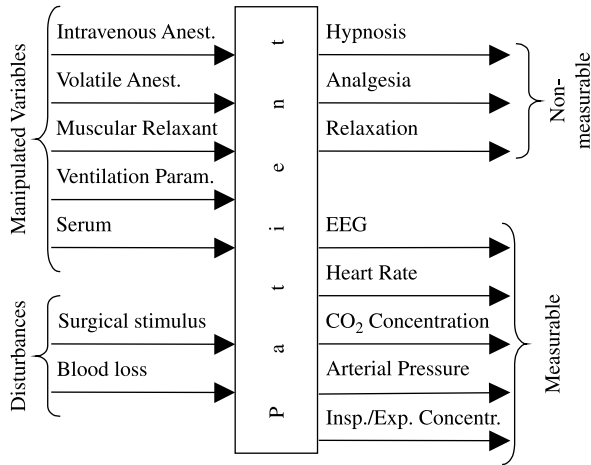 Manipulated Variables
Intravenous Anest.
Volatile Anest.
Muscular Relaxant
Ventilation Param.
Serum
Disturbances
Surgical stimulus
Blood loss
Patient
Hypnosis
Analgesia
Relaxation
Non-
measurable
EEG
Heart Rate
CO2 Concentration
Arterial Pressure
Insp./Exp. Concentr.
Measurable